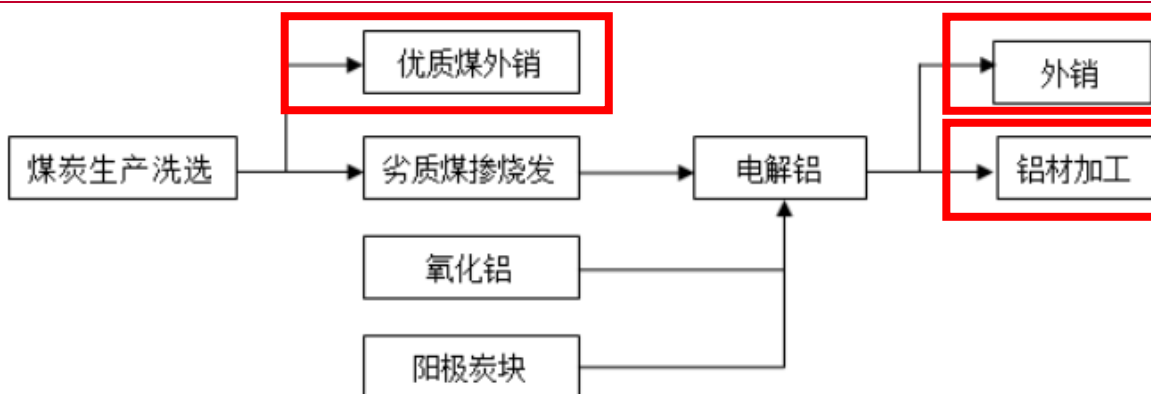 优质煤外销
外销
煤炭生产洗选
劣质煤掺烧发
电解铝
铝材加工
氧化铝
阳极炭块